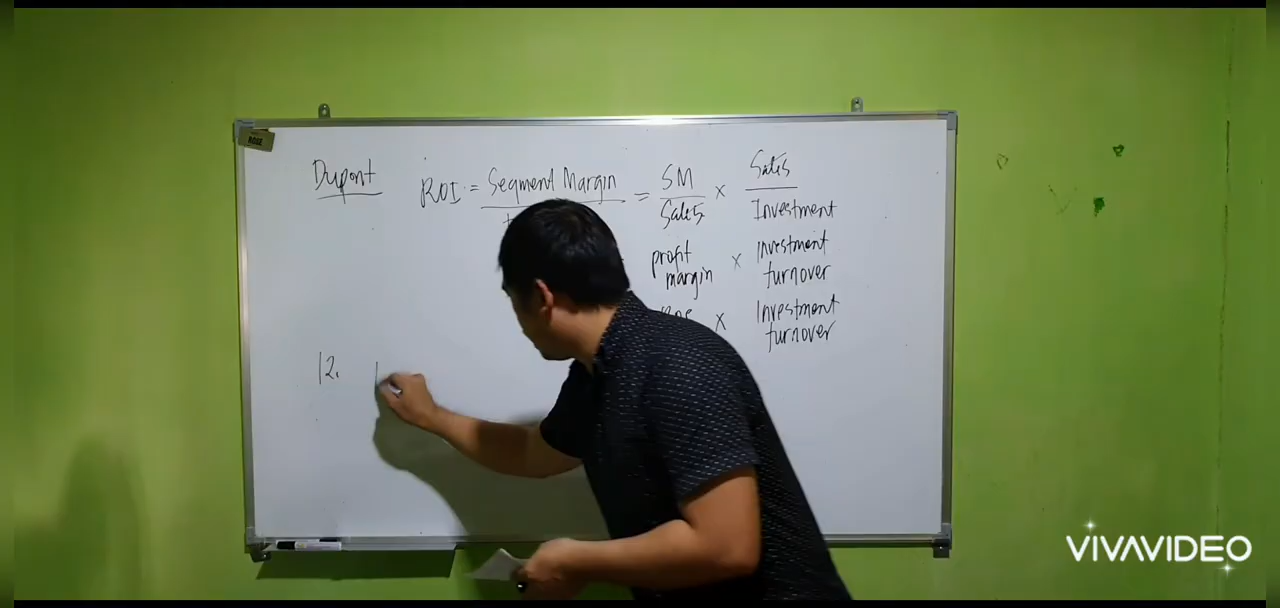 Dupont
ROI = Segment Margin = SM × Sales
Sales Investment
profit margin × investment turnover
× Investment turnover
12.
VIVAVIDEO